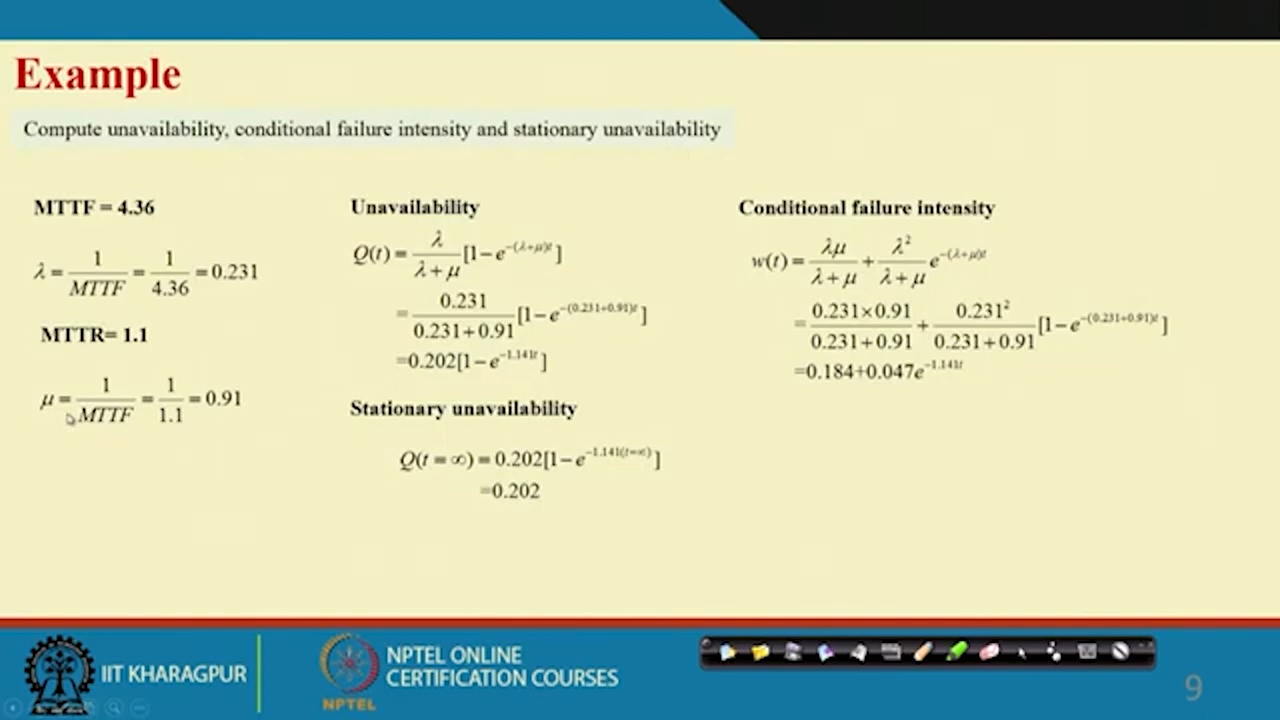 Example
Compute unavailability, conditional failure intensity and stationary unavailability
MTTF = 4.36
λ = 1/MTTF = 1/4.36 = 0.231
MTTR= 1.1
μ = 1/MTTF = 1/1.1 = 0.91
Unavailability
Q(t) = λ/(λ+μ) [1−e^{−(λ+μ)t}]
= 0.231/(0.231+0.91) [1−e^{−(0.231+0.91)t}]
=0.202[1−e^{−1.141t}]
Stationary unavailability
Q(t = ∞) = 0.202[1−e^{−1.141(t=∞)}]
=0.202
Conditional failure intensity
w(t) = λμ/(λ+μ) + λ²/(λ+μ) e^{−(λ+μ)t}
= (0.231×0.91)/(0.231+0.91) + 0.231²/(0.231+0.91) [1−e^{−(0.231+0.91)t}]
=0.184+0.047e^{−1.141t}
IIT KHARAGPUR
NPTEL
NPTEL ONLINE
CERTIFICATION COURSES
9